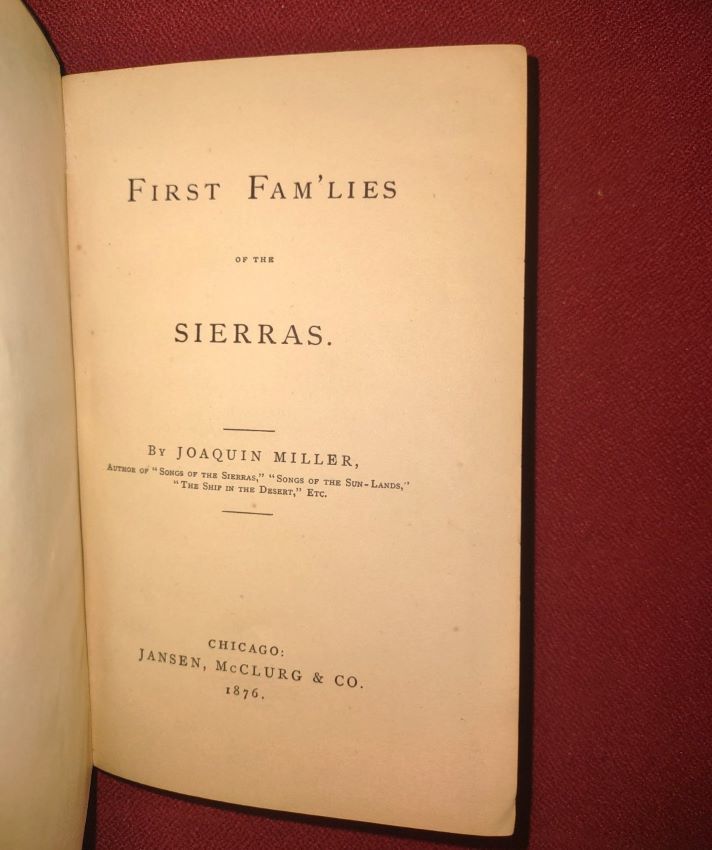 First Fam'lies
OF THE
SIERRAS.
By JOAQUIN MILLER,
Author of "Songs of the Sierras," "Songs of the Sun-Lands,"
"The Ship in the Desert," Etc.
CHICAGO:
JANSEN, McCLURG & CO.
1876.